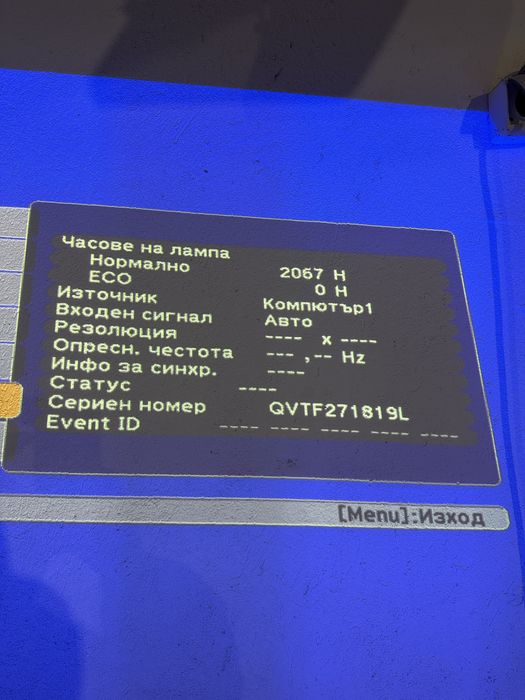 Часове на лампа
Нормално 2067 H
ECO 0 H
Източник Компютър1
Входен сигнал Авто
Резолюция ---- x ----
Опресн. честота --- ,-- Hz
Инфо за синхр. ----
Статус ----
Сериен номер QVTF271819L
Event ID ---- ---- ---- ---- ----
[Menu]:Изход